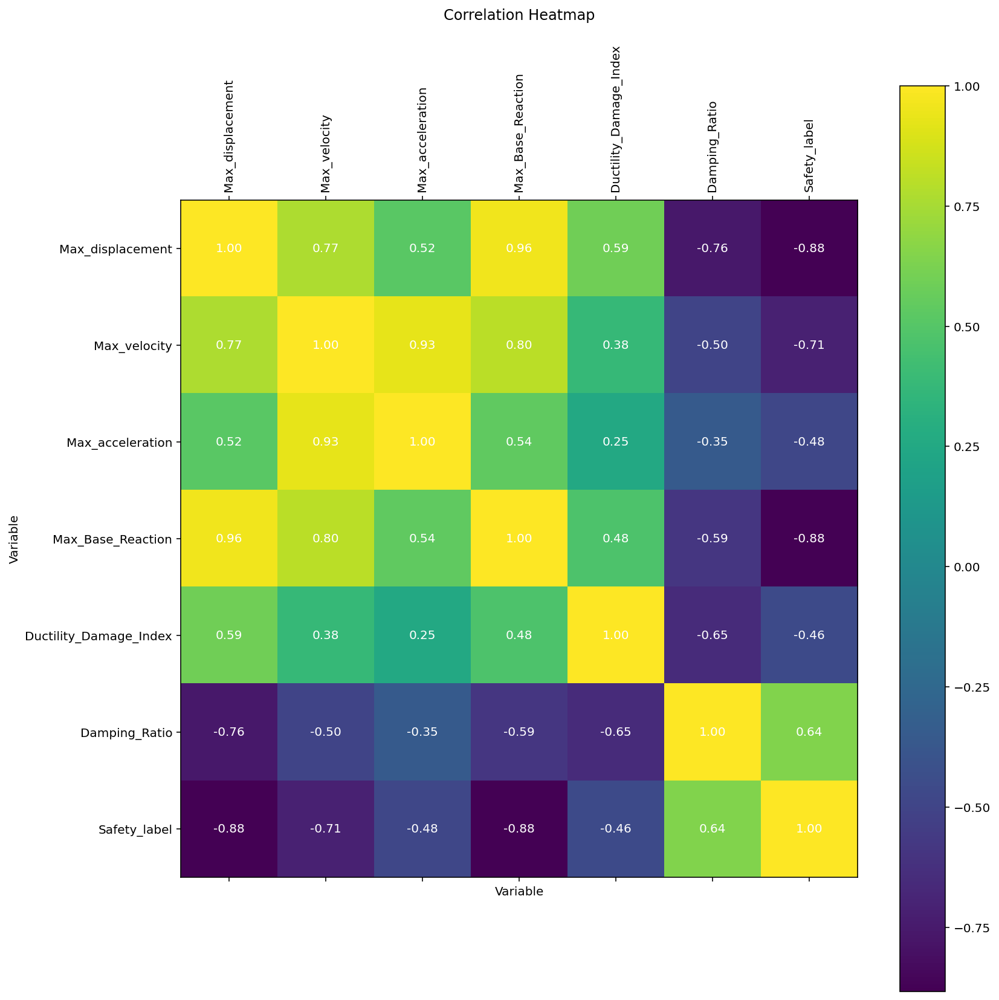 Correlation Heatmap
Max_displacement
Max_velocity
Max_acceleration
Max_Base_Reaction
Ductility_Damage_Index
Damping_Ratio
Safety_label
Variable
Max_displacement 1.00 0.77 0.52 0.96 0.59 -0.76 -0.88
Max_velocity 0.77 1.00 0.93 0.80 0.38 -0.50 -0.71
Max_acceleration 0.52 0.93 1.00 0.54 0.25 -0.35 -0.48
Max_Base_Reaction 0.96 0.80 0.54 1.00 0.48 -0.59 -0.88
Ductility_Damage_Index 0.59 0.38 0.25 0.48 1.00 -0.65 -0.46
Damping_Ratio -0.76 -0.50 -0.35 -0.59 -0.65 1.00 0.64
Safety_label -0.88 -0.71 -0.48 -0.88 -0.46 0.64 1.00
Variable
1.00
0.75
0.50
0.25
0.00
−0.25
−0.50
−0.75